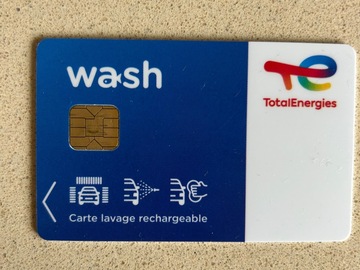 wash
TotalEnergies
Carte lavage rechargeable